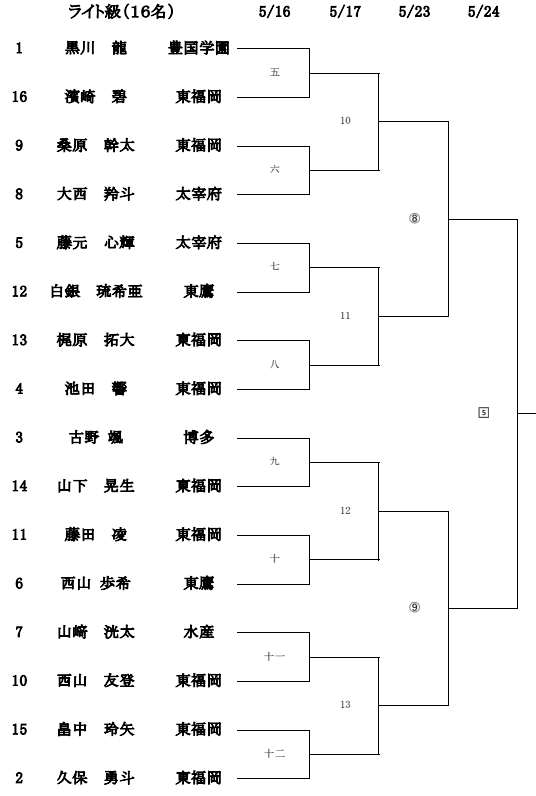 ライト級(16名) 5/16 5/17 5/23 5/24
1 黒川 龍 豊国学園
五
16 濱崎 碧 東福岡
10
9 桑原 幹太 東福岡
六
8 大西 羚斗 太宰府
⑧
5 藤元 心輝 太宰府
七
12 白銀 琉希亜 東鷹
11
13 梶原 拓大 東福岡
八
4 池田 響 東福岡
5
3 古野 颯 博多
九
14 山下 晃生 東福岡
12
11 藤田 凌 東福岡
十
6 西山 歩希 東鷹
⑨
7 山﨑 洸太 水産
十一
10 西山 友登 東福岡
13
15 畠中 玲矢 東福岡
十二
2 久保 勇斗 東福岡